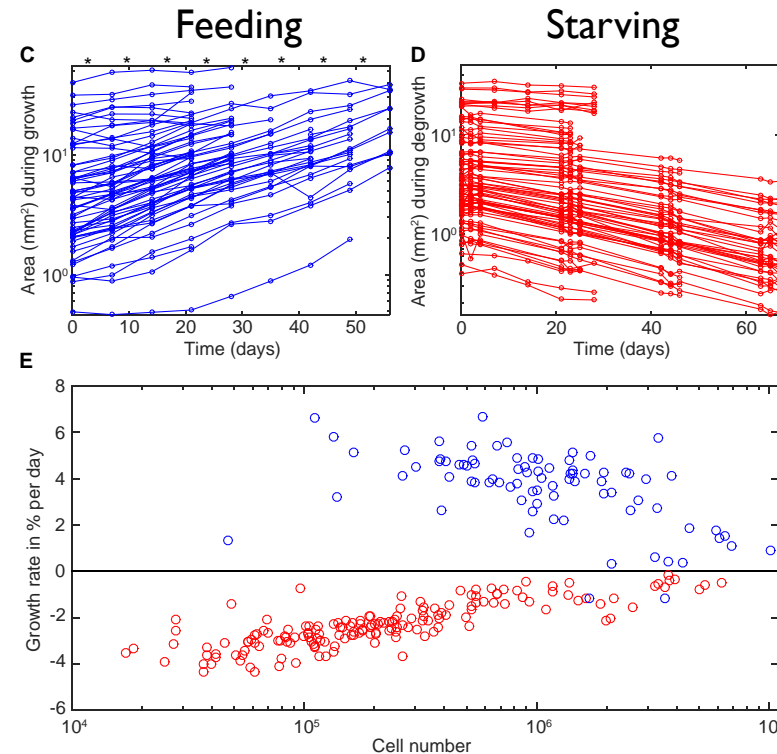 Feeding
Starving
C
* * * * * * * *
D
Area (mm²) during growth
10¹
10⁰
0 10 20 30 40 50
Time (days)
Area (mm²) during degrowth
10¹
10⁰
0 20 40 60
Time (days)
E
Growth rate in % per day
8
6
4
2
0
-2
-4
-6
10⁴ 10⁵ 10⁶ 1
Cell number